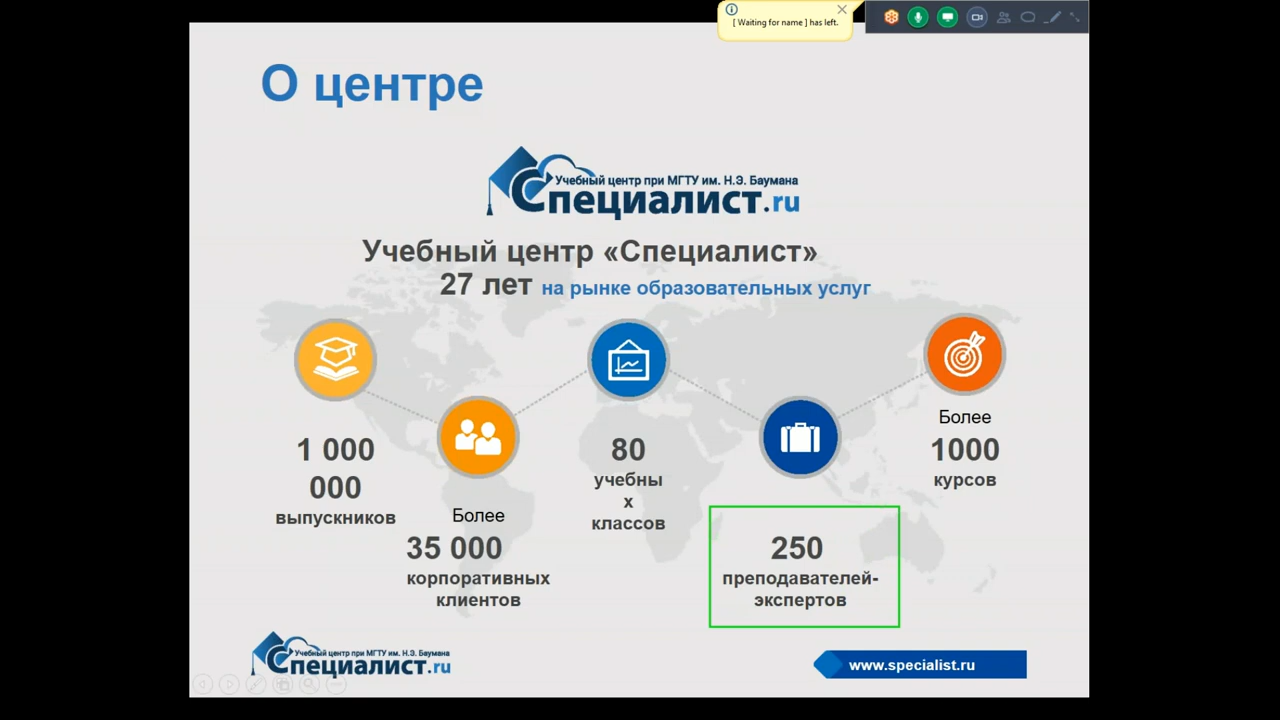 [ Waiting for name ] has left.
О центре
Учебный центр при МГТУ им. Н.Э. Баумана
Специалист.ru
Учебный центр «Специалист»
27 лет на рынке образовательных услуг
1 000
000
выпускников
Более
35 000
корпоративных
клиентов
80
учебны
х
классов
250
преподавателей-
экспертов
Более
1000
курсов
Учебный центр при МГТУ им. Н.Э. Баумана
Специалист.ru
www.specialist.ru